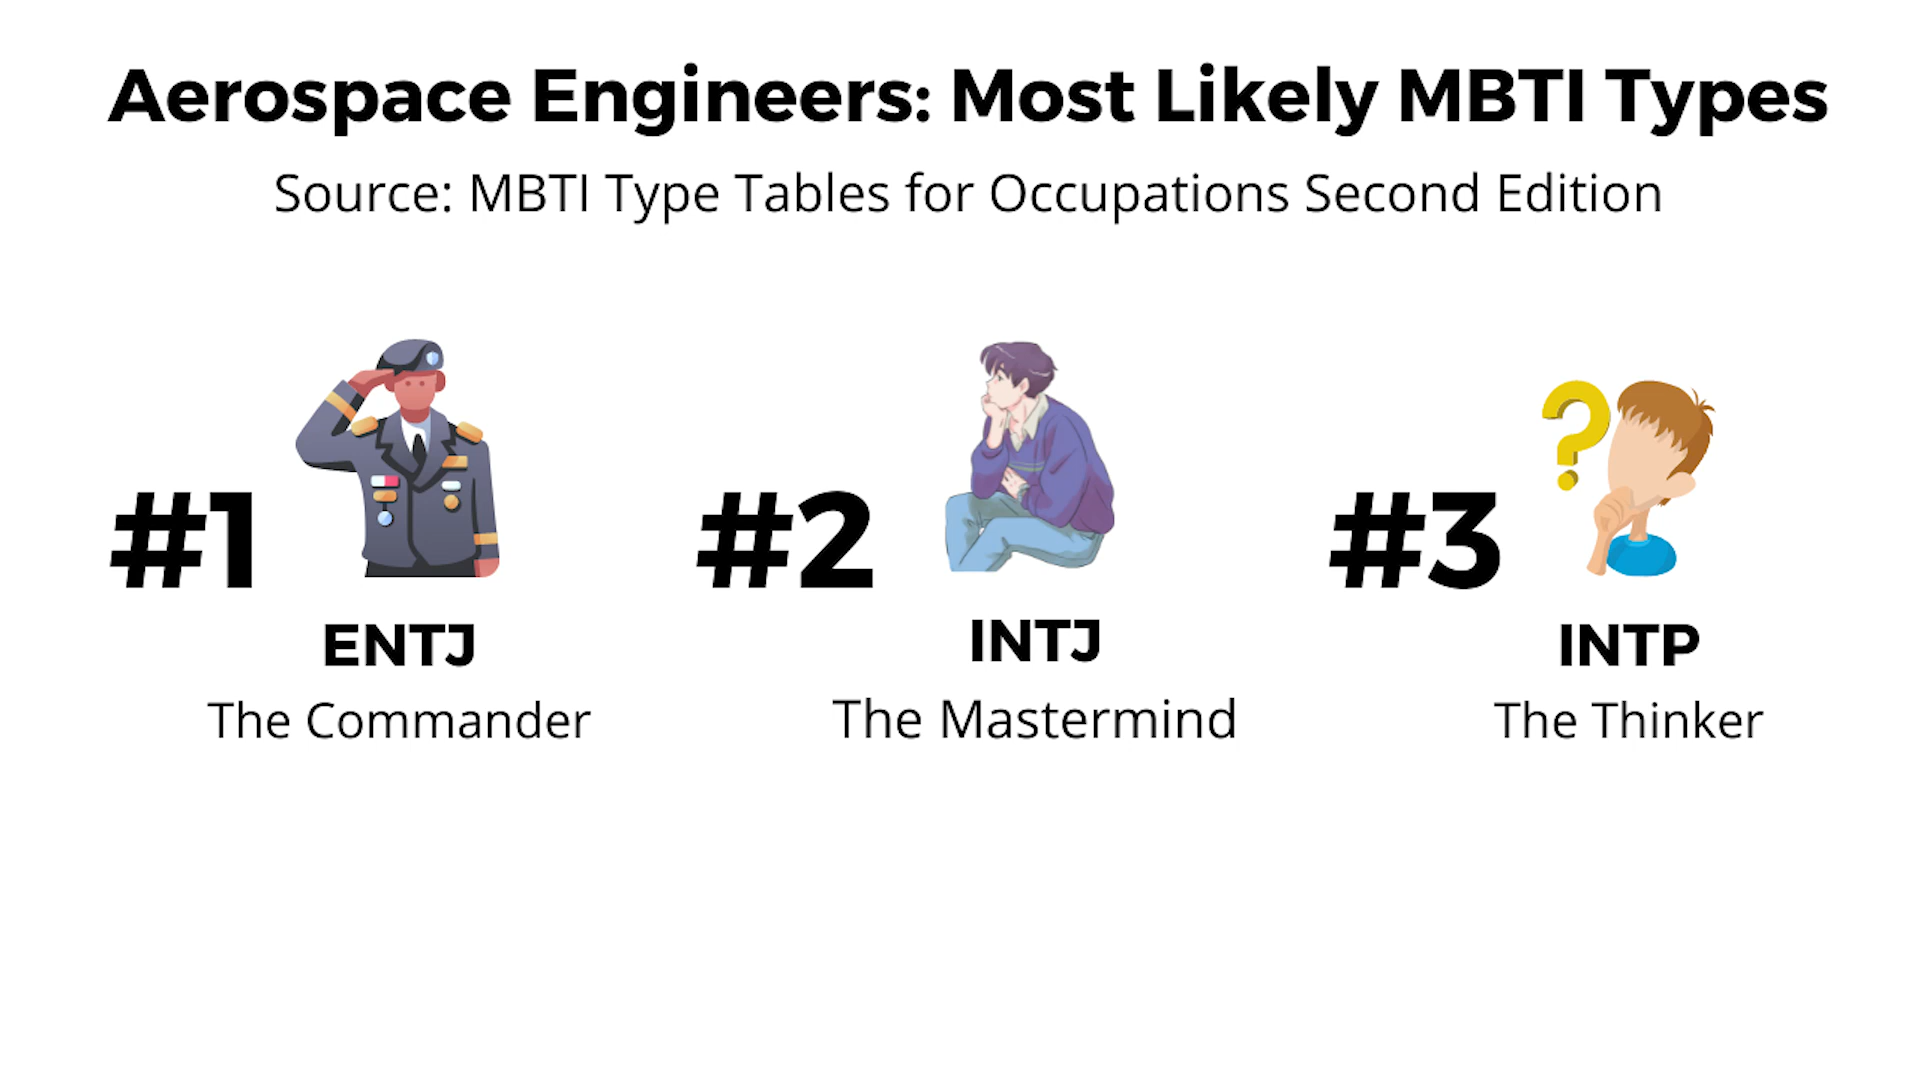 Aerospace Engineers: Most Likely MBTI Types
Source: MBTI Type Tables for Occupations Second Edition
#1
ENTJ
The Commander
#2
INTJ
The Mastermind
#3
?
INTP
The Thinker